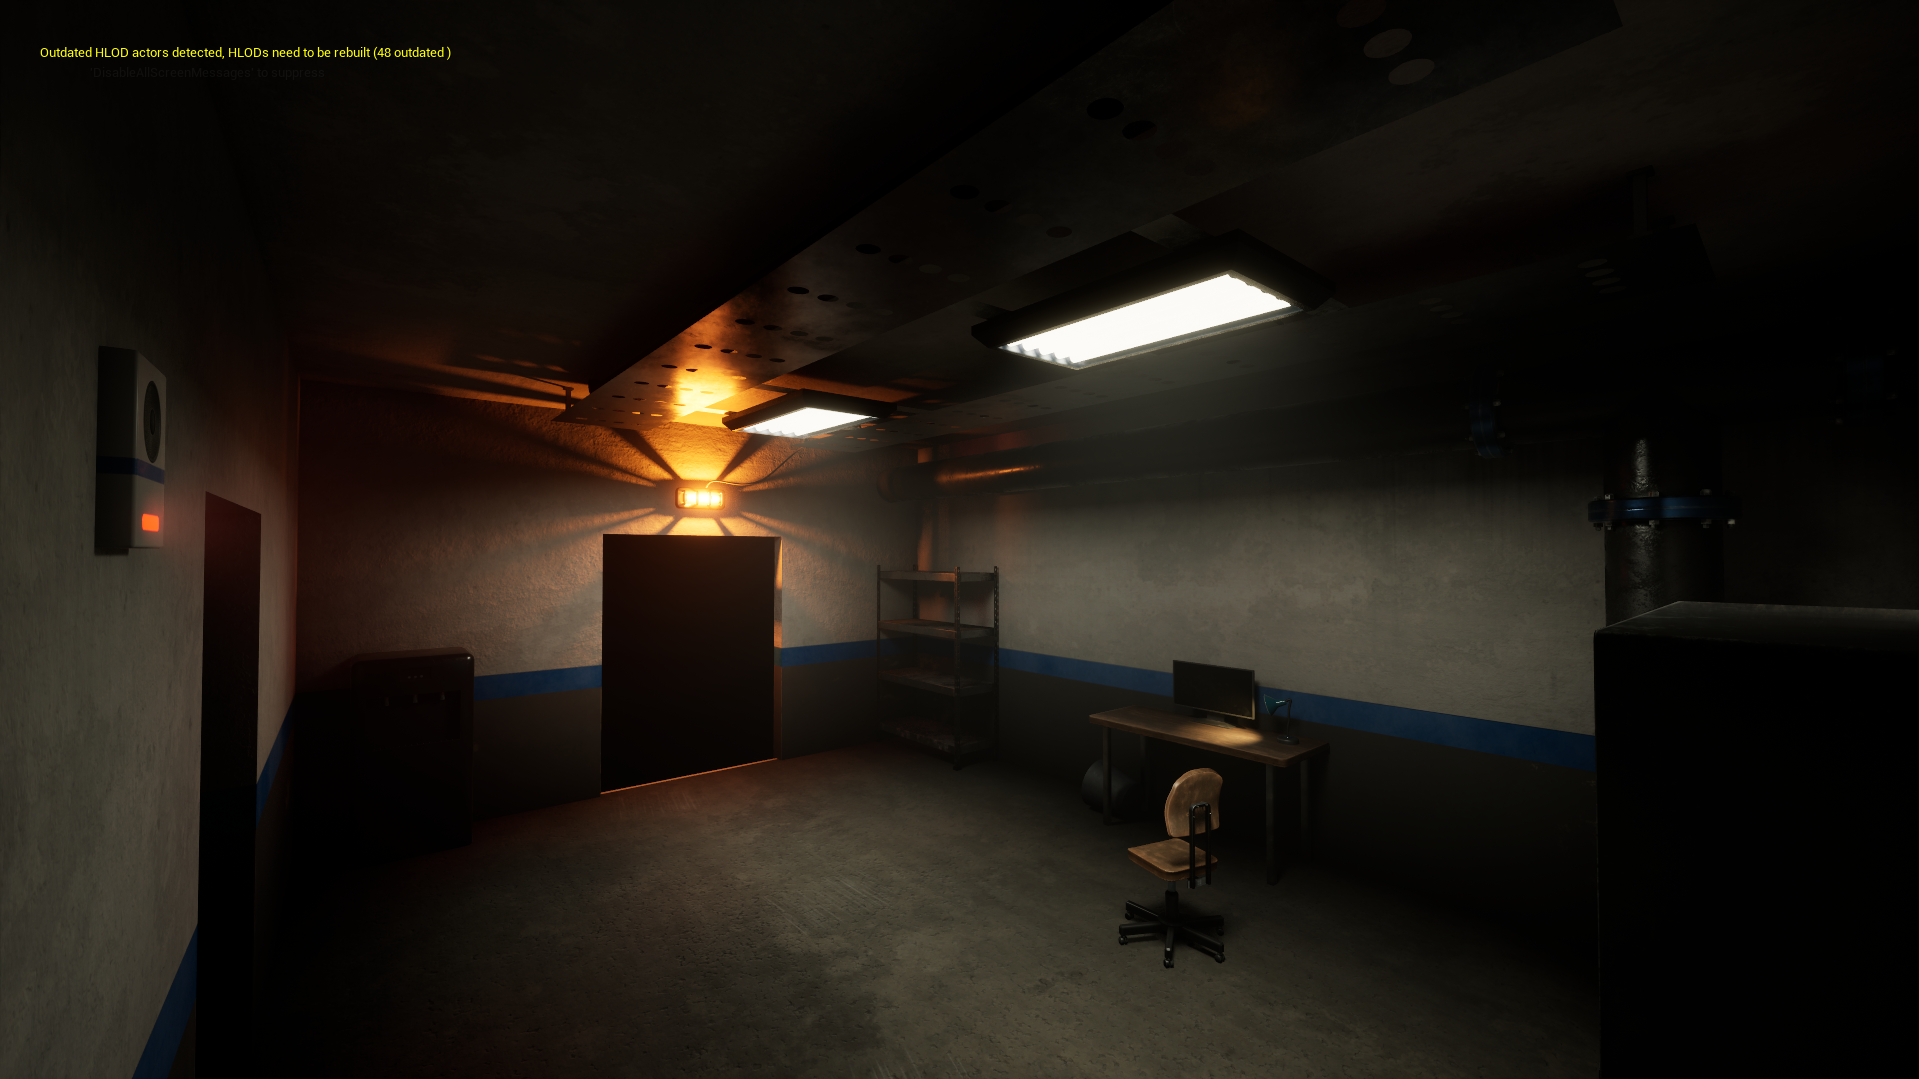 Outdated HLOD actors detected, HLODs need to be rebuilt (48 outdated )
'DisableAllScreenMessages' to suppress